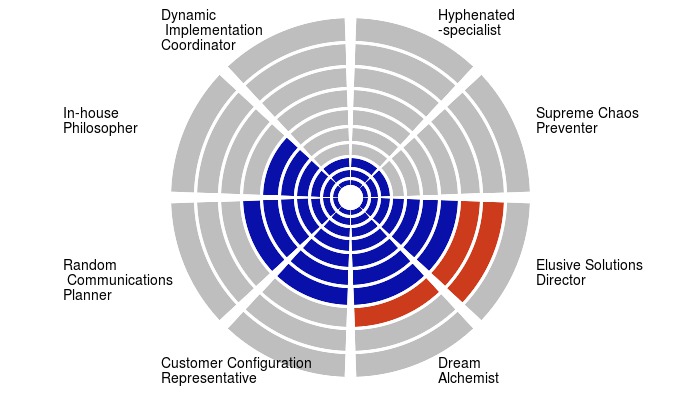 Dynamic
Implementation
Coordinator
Hyphenated
-specialist
In-house
Philosopher
Supreme Chaos
Preventer
Random
Communications
Planner
Elusive Solutions
Director
Customer Configuration
Representative
Dream
Alchemist